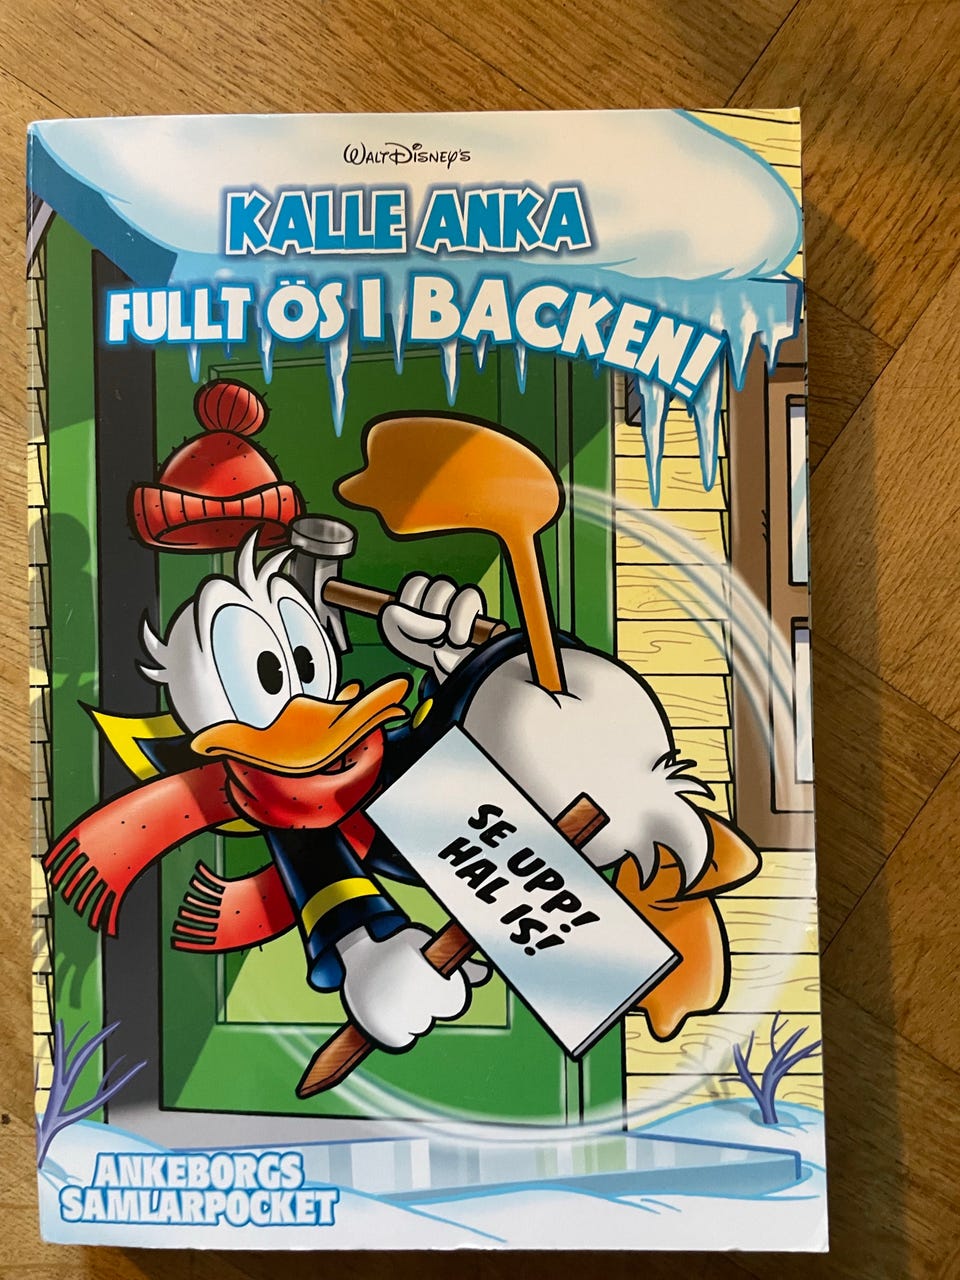 WALT DISNEY'S
KALLE ANKA
FULLT ÖS I BACKEN!
SE UPP!
HAL IS!
ANKEBORGS
SAMLARPOCKET